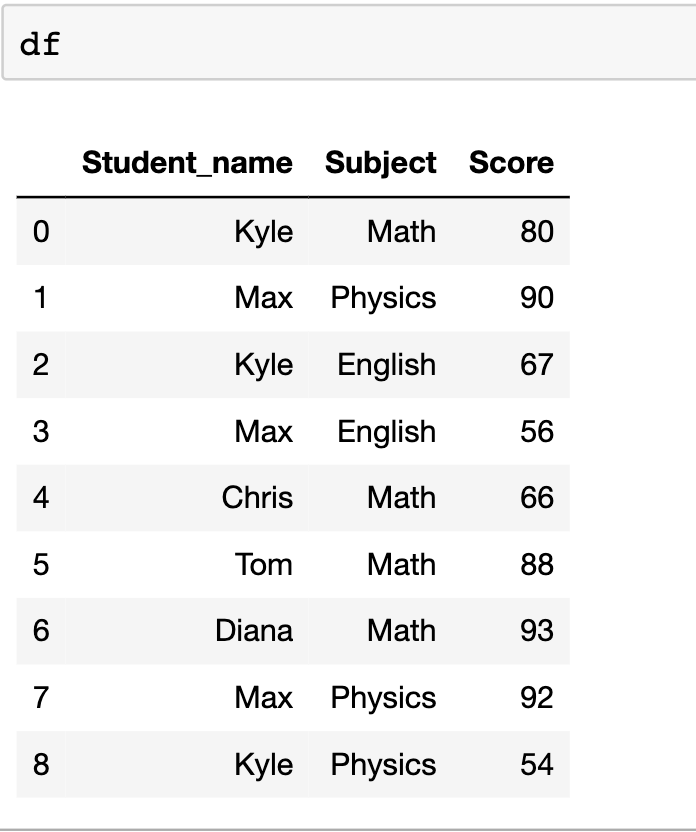 df
Student_name Subject Score
0 Kyle Math 80
1 Max Physics 90
2 Kyle English 67
3 Max English 56
4 Chris Math 66
5 Tom Math 88
6 Diana Math 93
7 Max Physics 92
8 Kyle Physics 54